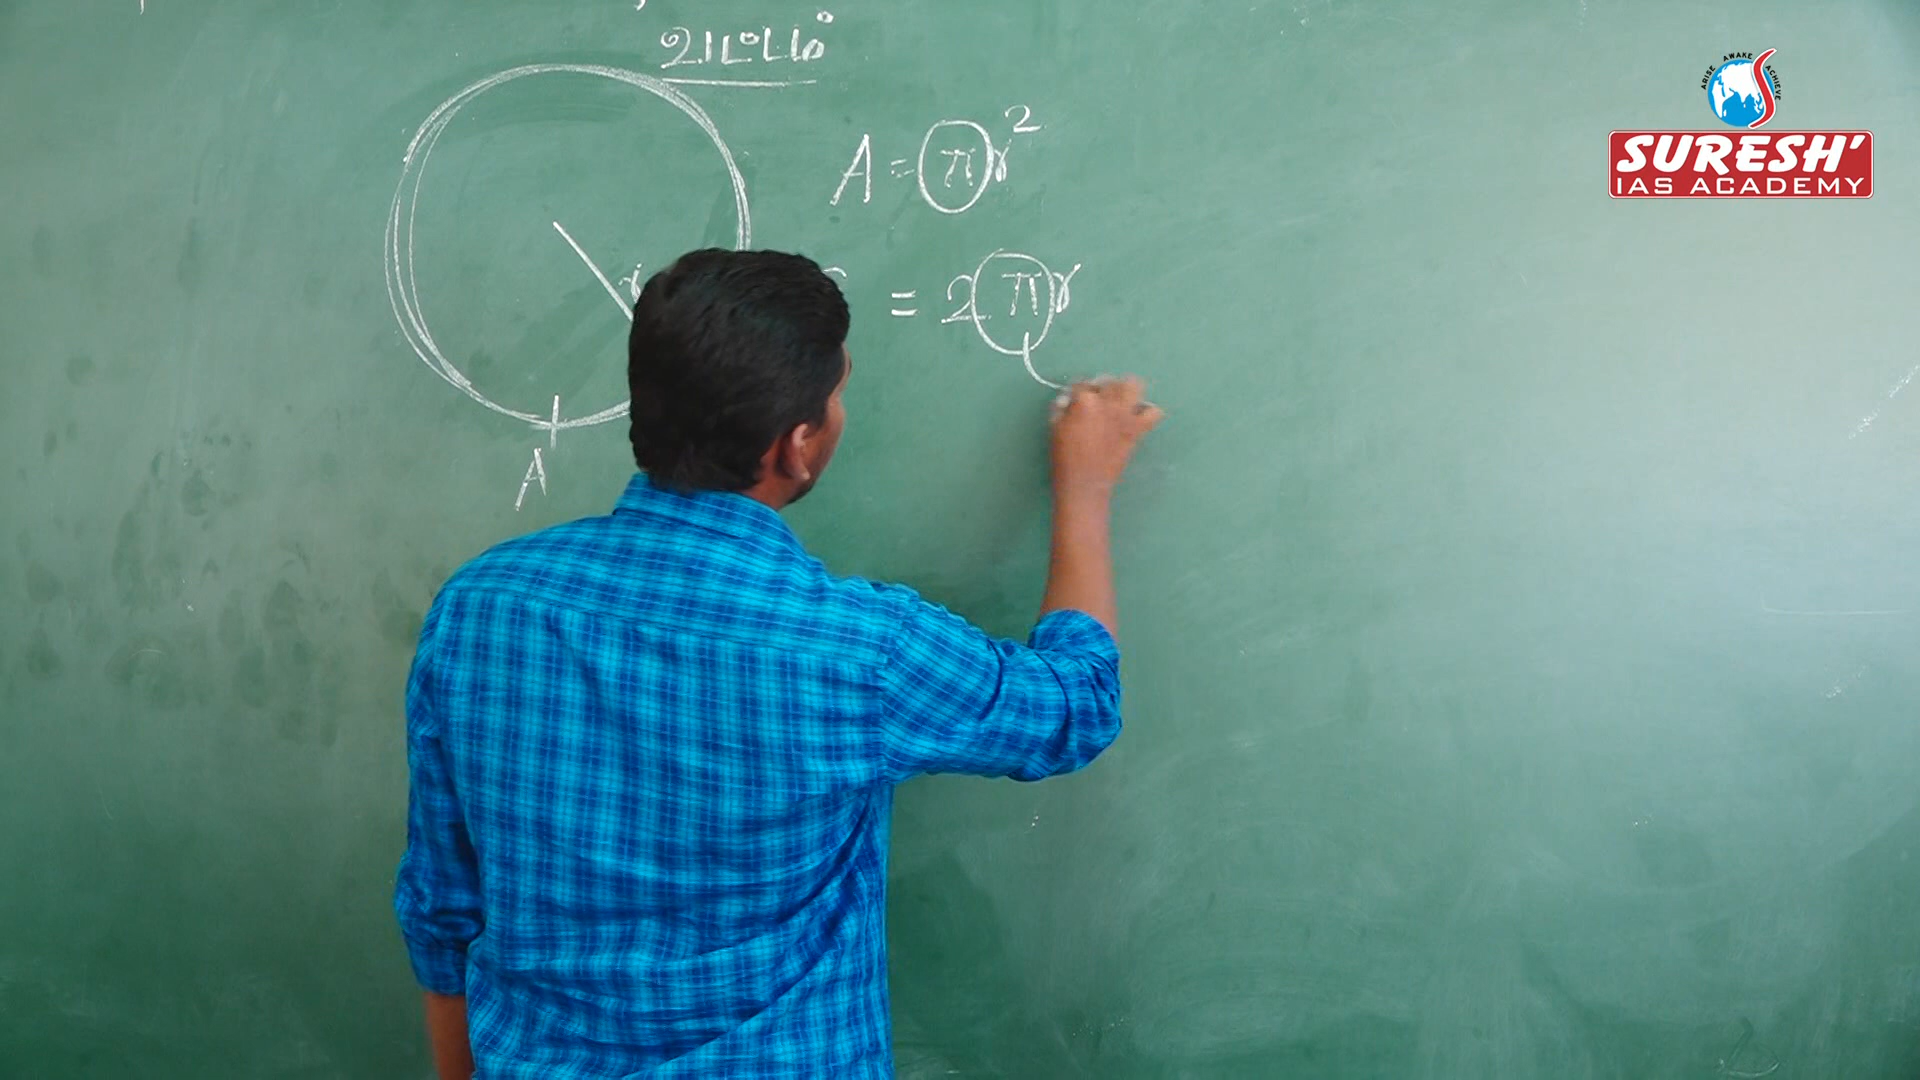 வட்டம்
A = πr²
= 2πr
r
A
ARISE AWAKE ACHIEVE
SURESH'
IAS ACADEMY